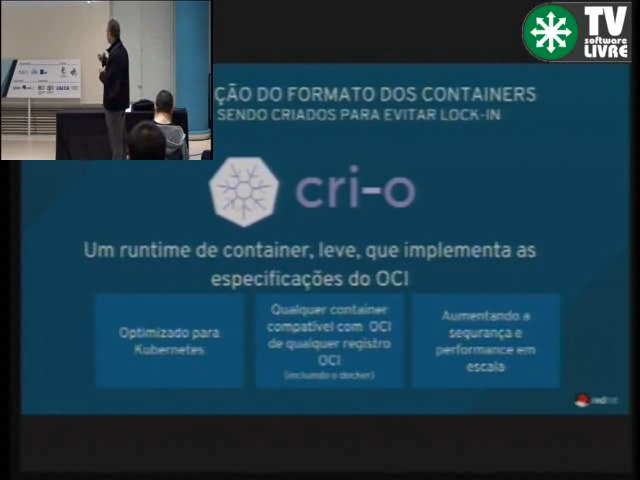 TV
software
LIVRE
ÇÃO DO FORMATO DOS CONTAINERS
SENDO CRIADOS PARA EVITAR LOCK-IN
cri-o
Um runtime de container, leve, que implementa as
especificações do OCI
Optimizado para
Kubernetes
Qualquer container
compatível com OCI
de qualquer registro
OCI
(incluindo o docker)
Aumentando a
segurança e
performance em
escala
redhat